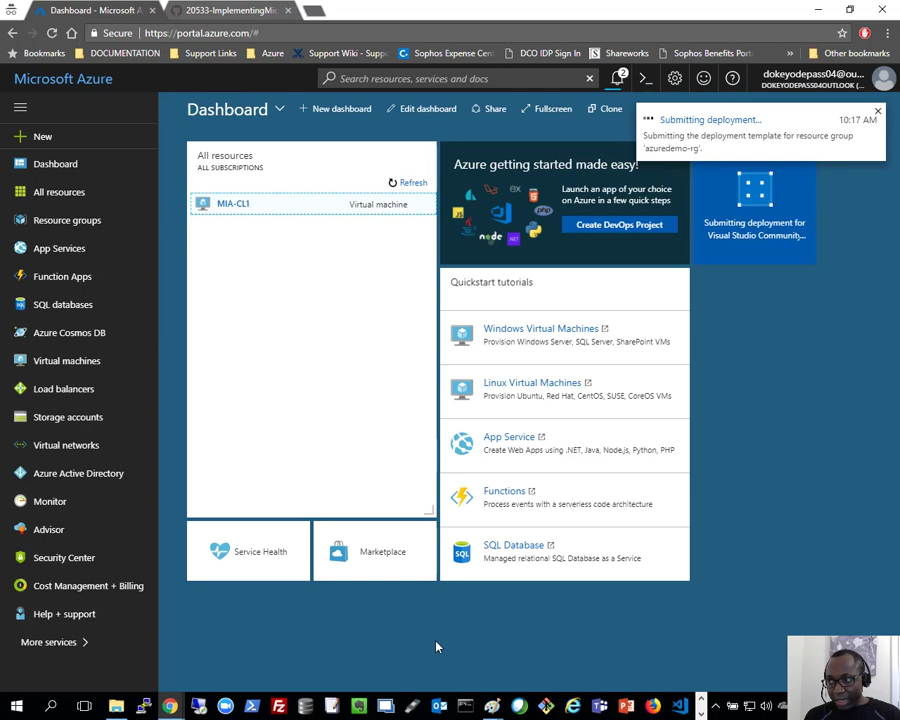 Dashboard - Microsoft A
20533-ImplementingMic
Secure
https://portal.azure.com/#
Bookmarks
DOCUMENTATION
Support Links
Azure
Support Wiki - Supp
Sophos Expense Cent
DCO IDP Sign In
Shareworks
Sophos Benefits Port
»
Other bookmarks
Microsoft Azure
Search resources, services and docs
2
dokeyodepass04@ou...
DOKEYODEPASS04OUTLOOK (...
Dashboard
+ New dashboard
Edit dashboard
Share
Fullscreen
Clone
Submitting deployment...
10:17 AM
Submitting the deployment template for resource group
'azuredemo-rg'.
New
Dashboard
All resources
Resource groups
App Services
Function Apps
SQL databases
Azure Cosmos DB
Virtual machines
Load balancers
Storage accounts
Virtual networks
Azure Active Directory
Monitor
Advisor
Security Center
Cost Management + Billing
Help + support
More services
All resources
ALL SUBSCRIPTIONS
Refresh
MIA-CL1
Virtual machine
Service Health
Marketplace
Azure getting started made easy!
Launch an app of your choice
on Azure in a few quick steps
Create DevOps Project
JS
ex
php
node
.NET
Quickstart tutorials
Windows Virtual Machines
Provision Windows Server, SQL Server, SharePoint VMs
Linux Virtual Machines
Provision Ubuntu, Red Hat, CentOS, SUSE, CoreOS VMs
App Service
Create Web Apps using .NET, Java, Node.js, Python, PHP
Functions
Process events with a serverless code architecture
SQL
SQL Database
Managed relational SQL Database as a Service
Submitting deployment for
Visual Studio Community,...